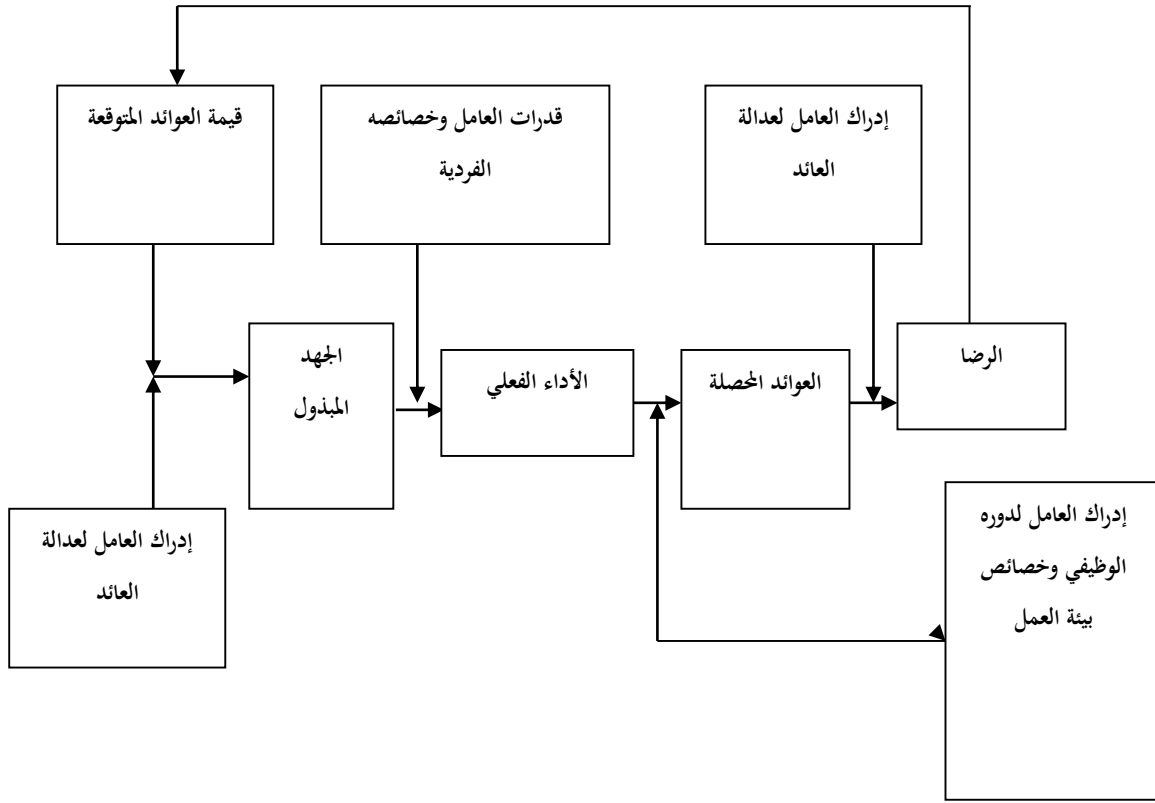 إدراك العامل لعدالة
العائد
قدرات العامل وخصائصه
الفردية
قيمة العوائد المتوقعة
الرضا
العوائد المحصلة
الأداء الفعلي
الجهد
المبذول
إدراك العامل لدوره
الوظيفي وخصائص
بيئة العمل
إدراك العامل لعدالة
العائد